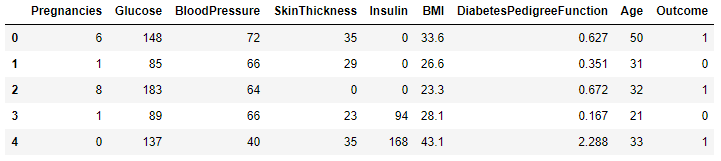 Pregnancies Glucose BloodPressure SkinThickness Insulin BMI DiabetesPedigreeFunction Age Outcome
0 6 148 72 35 0 33.6 0.627 50 1
1 1 85 66 29 0 26.6 0.351 31 0
2 8 183 64 0 0 23.3 0.672 32 1
3 1 89 66 23 94 28.1 0.167 21 0
4 0 137 40 35 168 43.1 2.288 33 1